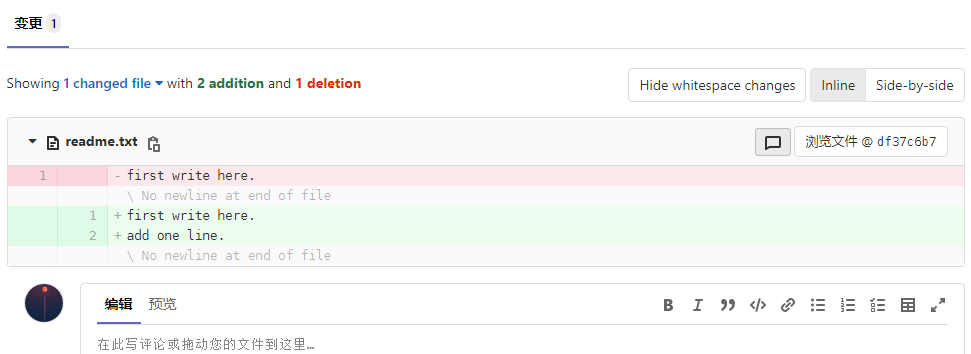 变更 1
Showing 1 changed file with 2 addition and 1 deletion
Hide whitespace changes Inline Side-by-side
readme.txt 浏览文件 @ df37c6b7
1 - first write here.
\ No newline at end of file
1 + first write here.
2 + add one line.
\ No newline at end of file
编辑 预览
在此写评论或拖动您的文件到这里…